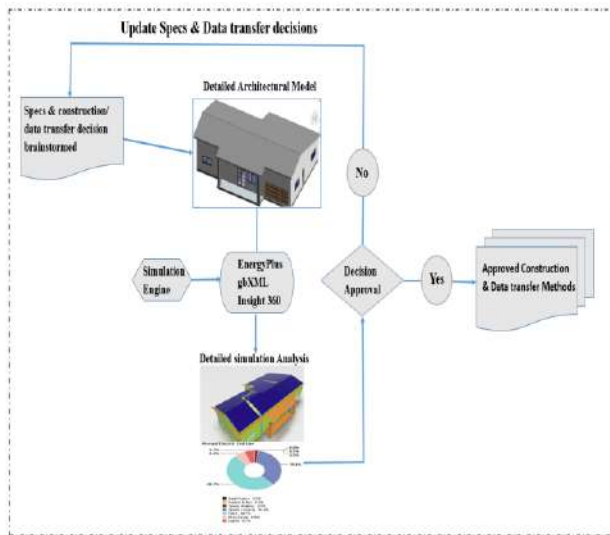 Update Specs & Data transfer decisions
Detailed Architectural Model
Specs & construction/
data transfer decision
brainstormed
No
Simulation
Engine
EnergyPlus
gbXML
Insight 360
Decision
Approval
Yes
Approved Construction
& Data transfer Methods
Detailed simulation Analysis